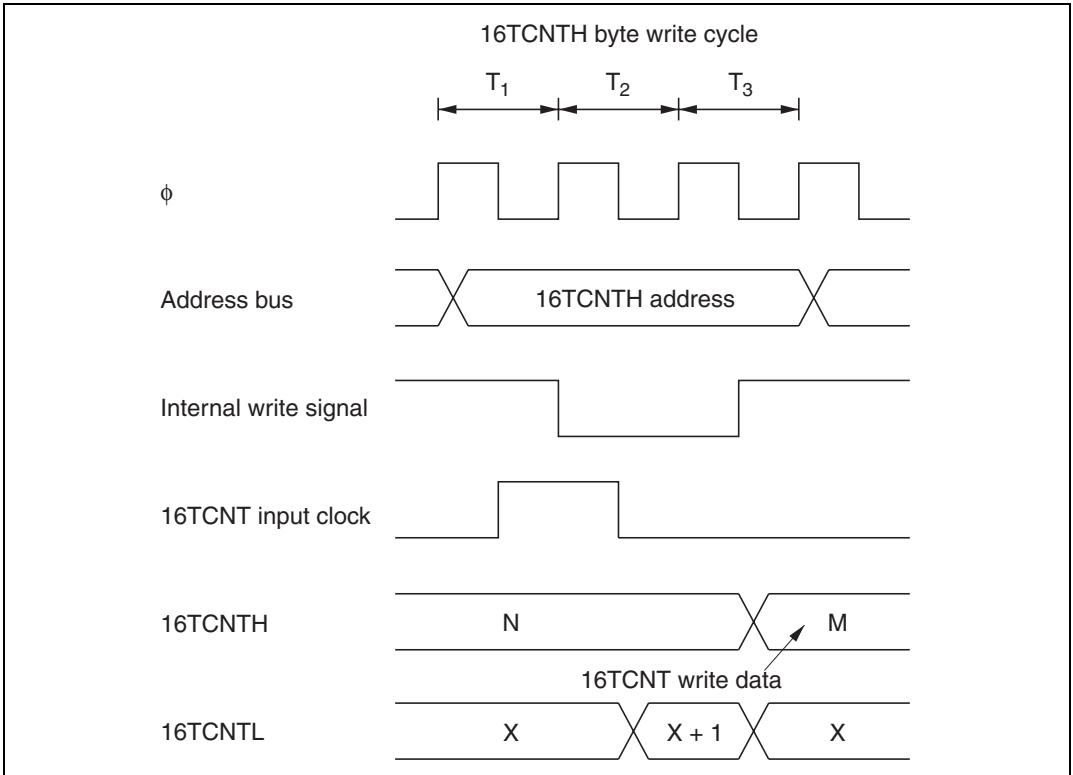 16TCNTH byte write cycle
T₁ T₂ T₃
ϕ
Address bus 16TCNTH address
Internal write signal
16TCNT input clock
16TCNTH N M
16TCNT write data
16TCNTL X X + 1 X